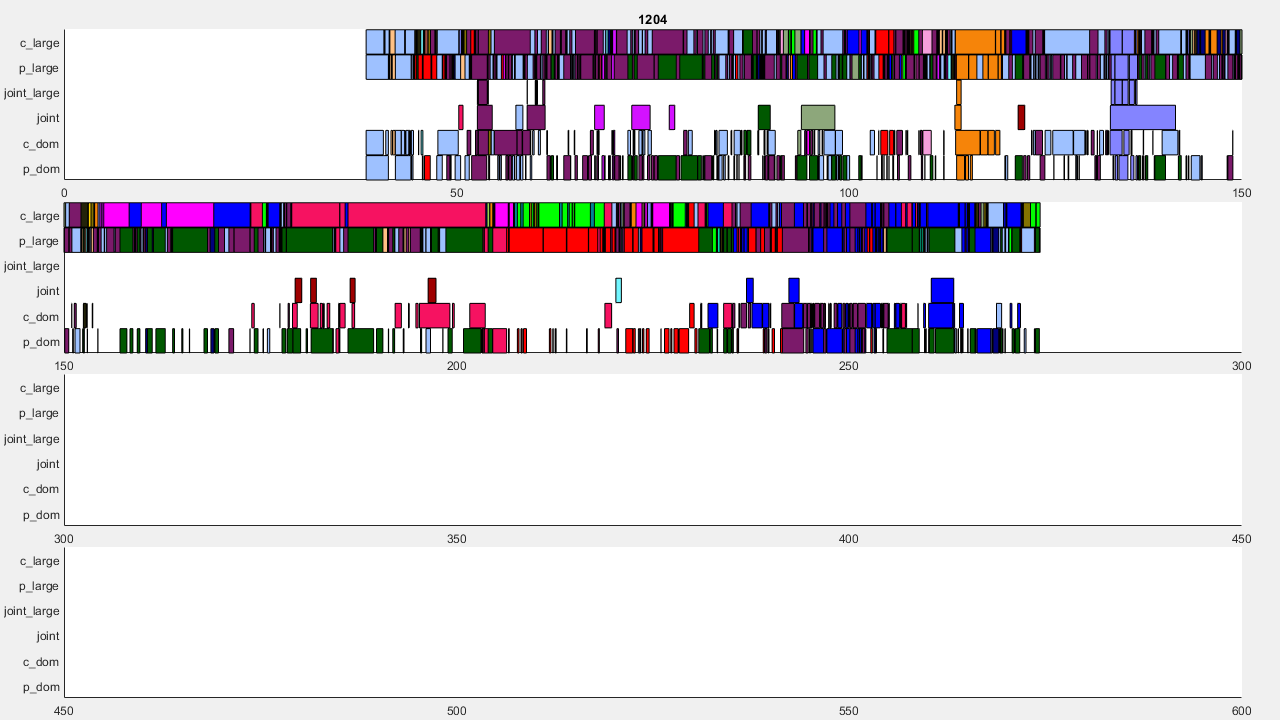 1204
c_large
p_large
joint_large
joint
c_dom
p_dom
0 50 100 150
c_large
p_large
joint_large
joint
c_dom
p_dom
150 200 250 300
c_large
p_large
joint_large
joint
c_dom
p_dom
300 350 400 450
c_large
p_large
joint_large
joint
c_dom
p_dom
450 500 550 600